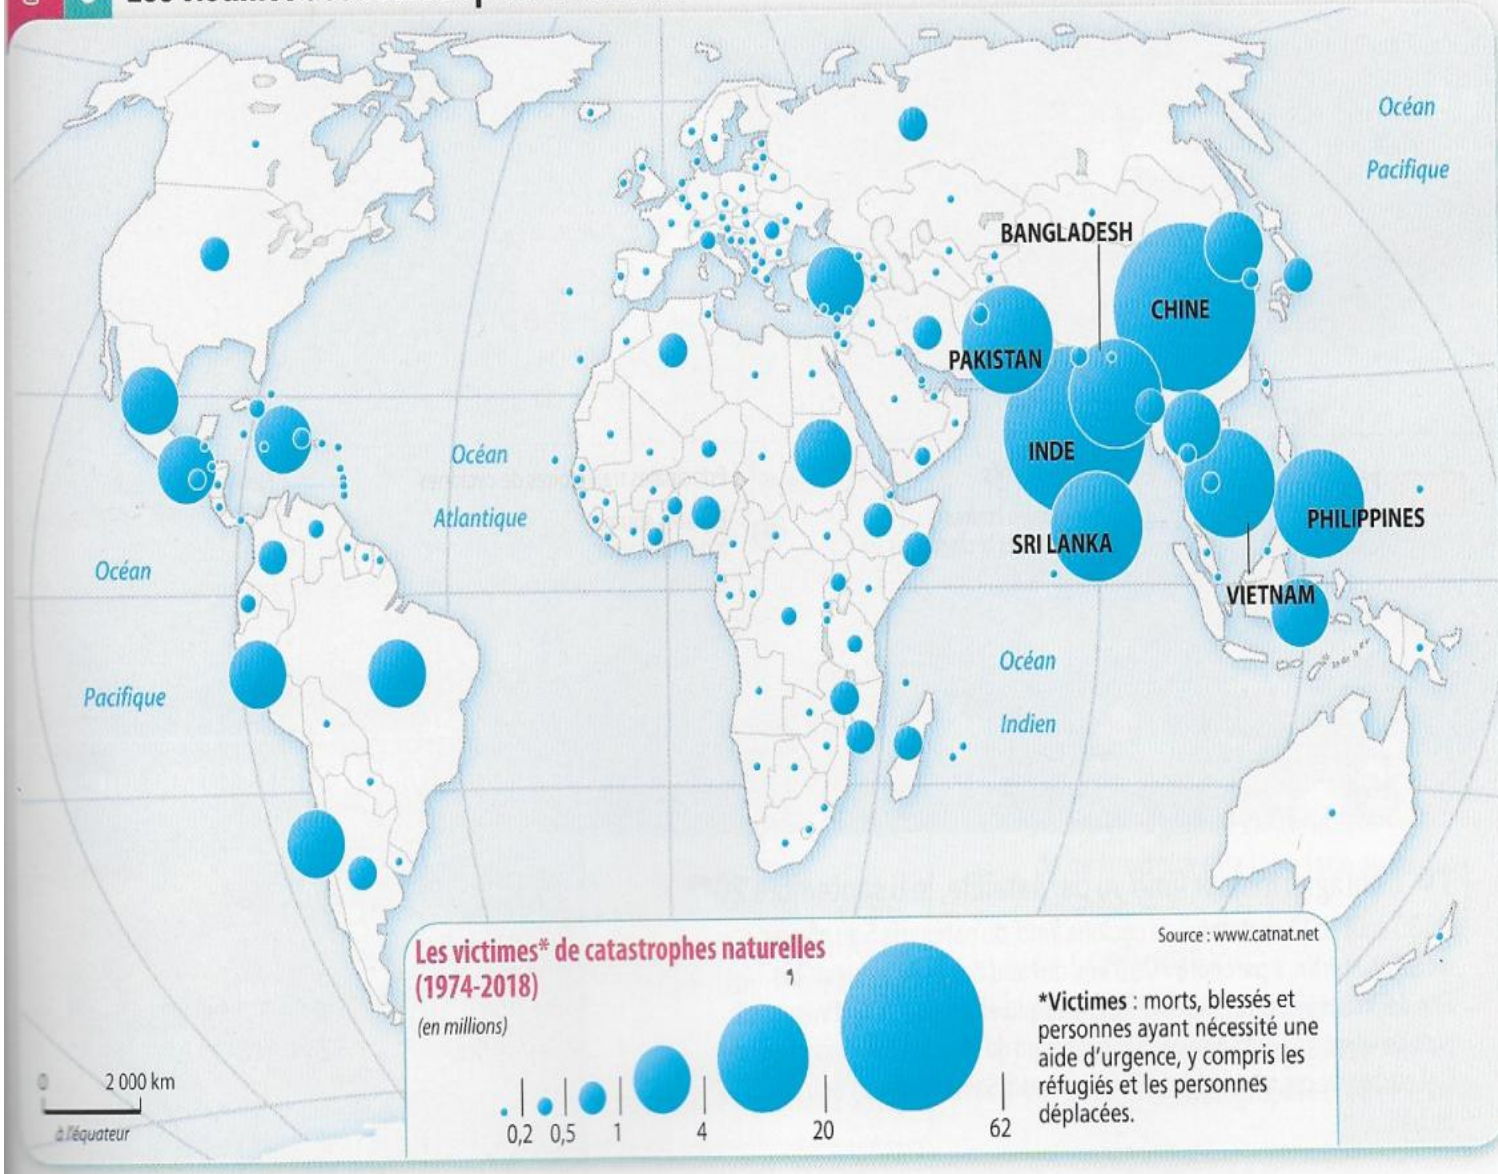 Océan
Pacifique
BANGLADESH
CHINE
PAKISTAN
INDE
Océan
Atlantique
SRI LANKA
PHILIPPINES
VIETNAM
Océan
Pacifique
Océan
Indien
Les victimes* de catastrophes naturelles
(1974-2018)
(en millions)
0,2 0,5 1 4 20 62
Source : www.catnat.net
*Victimes : morts, blessés et
personnes ayant nécessité une
aide d'urgence, y compris les
réfugiés et les personnes
déplacées.
0 2 000 km
à l'équateur